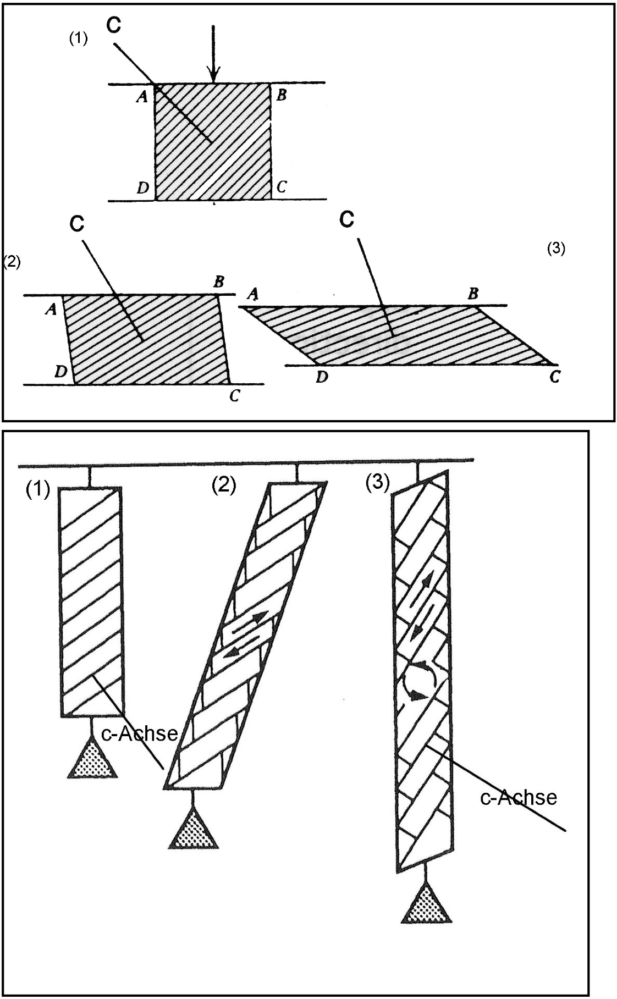 C
(1)
A
B
D
C
C
(2)
B
A
D
C
C
(3)
A
B
D
C
(1)
(2)
(3)
c-Achse
c-Achse